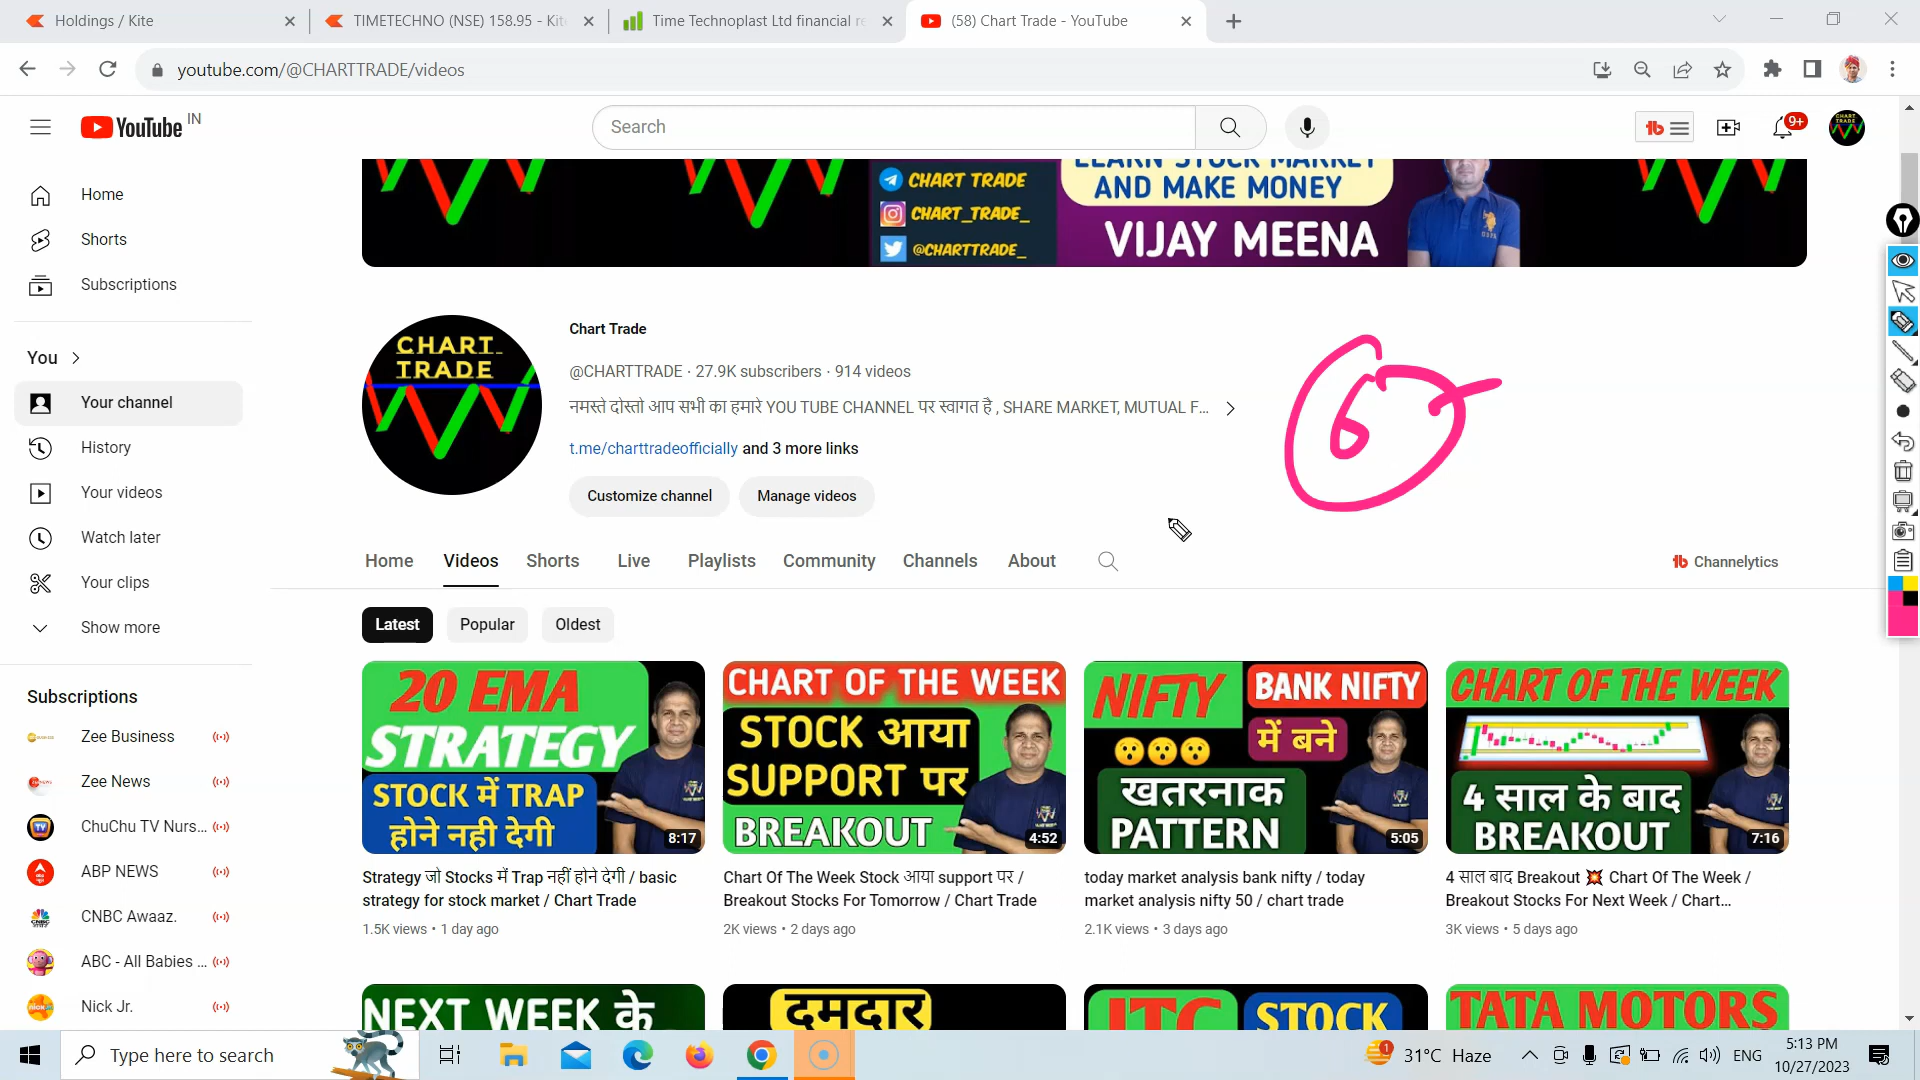 Holdings / Kite
TIMETECHNO (NSE) 158.95 - Kit
Time Technoplast Ltd financial re
(58) Chart Trade - YouTube
youtube.com/@CHARTTRADE/videos
YouTube IN
Search
9+
LEARN STOCK MARKET
AND MAKE MONEY
VIJAY MEENA
CHART TRADE
CHART_TRADE_
@CHARTTRADE_
Home
Shorts
Subscriptions
You
Your channel
History
Your videos
Watch later
Your clips
Show more
Subscriptions
Zee Business
Zee News
ChuChu TV Nurs...
ABP NEWS
CNBC Awaaz.
ABC - All Babies ...
Nick Jr.
CHART
TRADE
Chart Trade
@CHARTTRADE · 27.9K subscribers · 914 videos
नमस्ते दोस्तो आप सभी का हमारे YOU TUBE CHANNEL पर स्वागत है , SHARE MARKET, MUTUAL F...
t.me/charttradeofficially and 3 more links
Customize channel
Manage videos
6
Home
Videos
Shorts
Live
Playlists
Community
Channels
About
Channelytics
Latest
Popular
Oldest
20 EMA
STRATEGY
STOCK में TRAP
होने नही देगी
8:17
Strategy जो Stocks में Trap नहीं होने देगी / basic
strategy for stock market / Chart Trade
1.5K views • 1 day ago
CHART OF THE WEEK
STOCK आया
SUPPORT पर
BREAKOUT
4:52
Chart Of The Week Stock आया support पर /
Breakout Stocks For Tomorrow / Chart Trade
2K views • 2 days ago
NIFTY
BANK NIFTY
में बने
खतरनाक
PATTERN
5:05
today market analysis bank nifty / today
market analysis nifty 50 / chart trade
2.1K views • 3 days ago
CHART OF THE WEEK
4 साल के बाद
BREAKOUT
7:16
4 साल बाद Breakout 💥 Chart Of The Week /
Breakout Stocks For Next Week / Chart...
3K views • 5 days ago
NEXT WEEK के
दमदार
ITC
STOCK
TATA MOTORS
Type here to search
1
31°C Haze
ENG
5:13 PM
10/27/2023